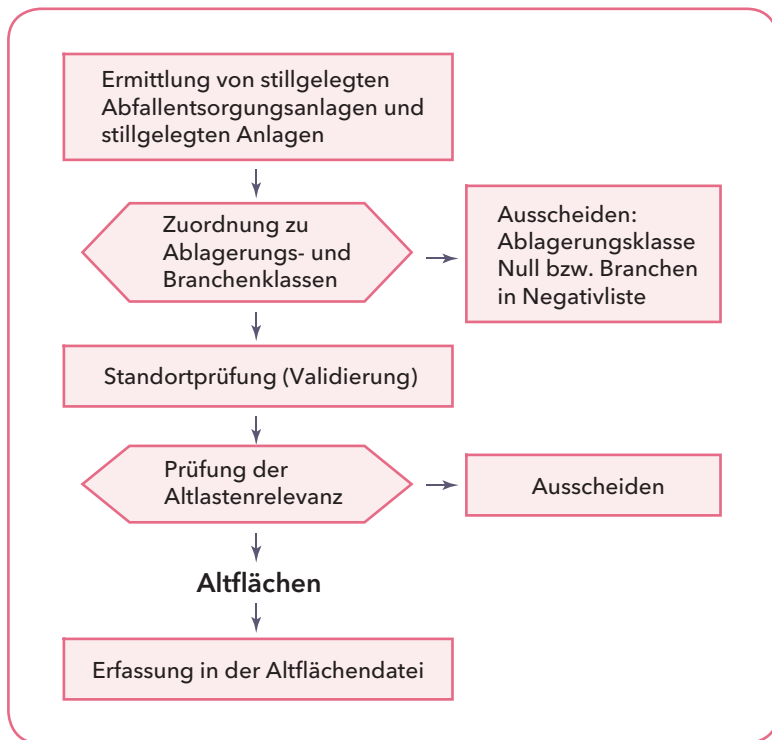 Ermittlung von stillgelegten
Abfallentsorgungsanlagen und
stillgelegten Anlagen
Zuordnung zu
Ablagerungs- und
Branchenklassen
Ausscheiden:
Ablagerungsklasse
Null bzw. Branchen
in Negativliste
Standortprüfung (Validierung)
Prüfung der
Altlastenrelevanz
Ausscheiden
Altflächen
Erfassung in der Altflächendatei